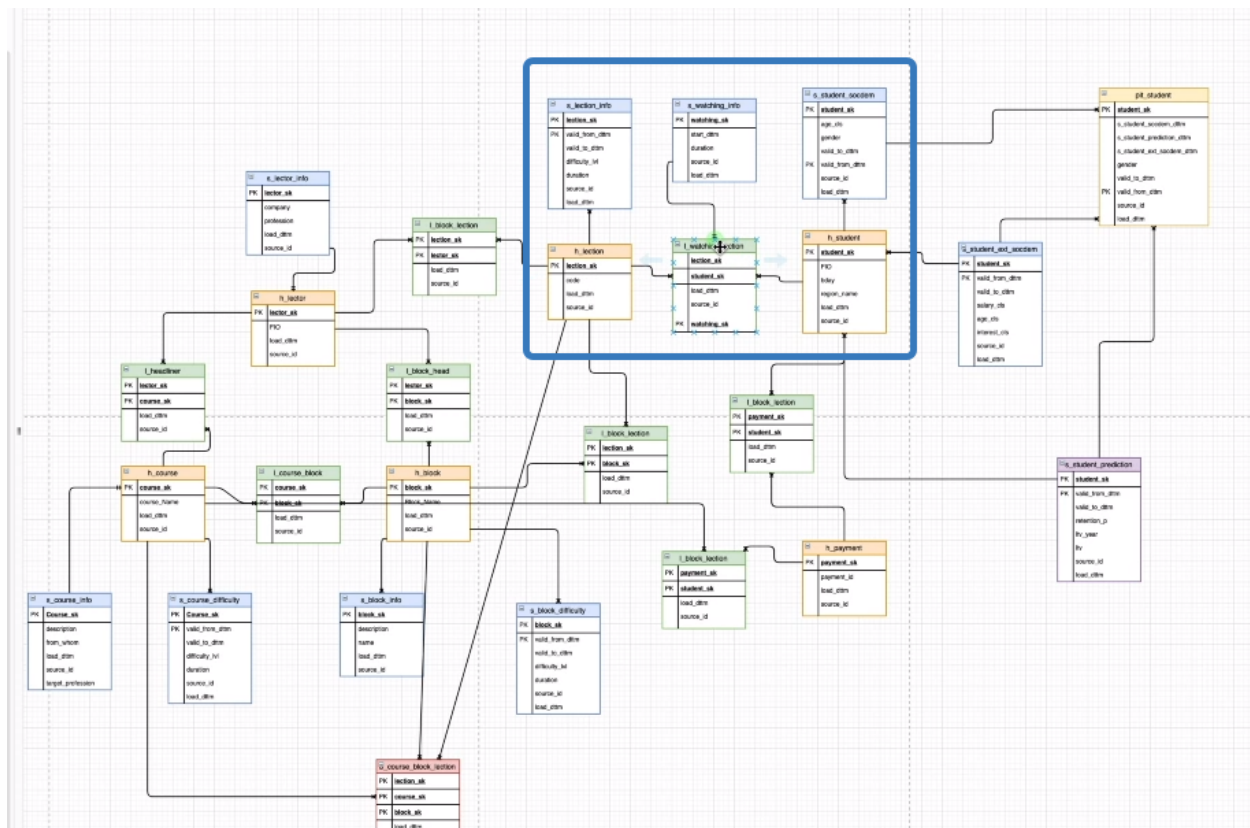 s_lection_info
PK lection_sk
PK valid_from_dttm
valid_to_dttm
difficulty_lvl
duration
source_id
load_dttm
s_watching_info
PK watching_sk
start_dttm
duration
source_id
load_dttm
s_student_socdem
PK student_sk
age_cls
gender
valid_to_dttm
PK valid_from_dttm
source_id
load_dttm
pit_student
PK student_sk
s_student_socdem_dttm
s_student_prediction_dttm
s_student_ext_socdem_dttm
gender
valid_to_dttm
PK valid_from_dttm
source_id
load_dttm
s_lector_info
PK lector_sk
company
profession
load_dttm
source_id
l_block_lection
PK lection_sk
PK lector_sk
load_dttm
source_id
h_lection
PK lection_sk
code
load_dttm
source_id
lection_sk
PK student_sk
load_dttm
source_id
PK watching_sk
h_student
PK student_sk
FIO
bday
region_name
load_dttm
source_id
s_student_ext_socdem
PK student_sk
PK valid_from_dttm
valid_to_dttm
salary_cls
age_cls
interest_cls
source_id
load_dttm
h_lector
PK lector_sk
FIO
load_dttm
source_id
l_headliner
PK lector_sk
PK course_sk
load_dttm
source_id
l_block_head
PK lector_sk
PK block_sk
load_dttm
source_id
l_block_lection
PK lection_sk
PK block_sk
load_dttm
source_id
l_block_lection
PK payment_sk
PK student_sk
load_dttm
source_id
h_course
PK course_sk
course_Name
load_dttm
source_id
l_course_block
PK course_sk
PK block_sk
load_dttm
source_id
h_block
PK block_sk
Block_Name
load_dttm
source_id
s_student_prediction
PK student_sk
PK valid_from_dttm
valid_to_dttm
retention_p
ltv_year
ltv
source_id
load_dttm
l_block_lection
PK payment_sk
PK student_sk
load_dttm
source_id
h_payment
PK payment_sk
payment_id
load_dttm
source_id
s_course_info
PK Course_sk
description
from_whom
load_dttm
source_id
target_profession
s_course_difficulty
PK Course_sk
PK valid_from_dttm
valid_to_dttm
difficulty_lvl
duration
source_id
load_dttm
s_block_info
PK block_sk
description
name
load_dttm
source_id
s_block_difficulty
PK block_sk
PK valid_from_dttm
valid_to_dttm
difficulty_lvl
duration
source_id
load_dttm
_course_block_lection
PK lection_sk
PK course_sk
PK block_sk
load_dttm